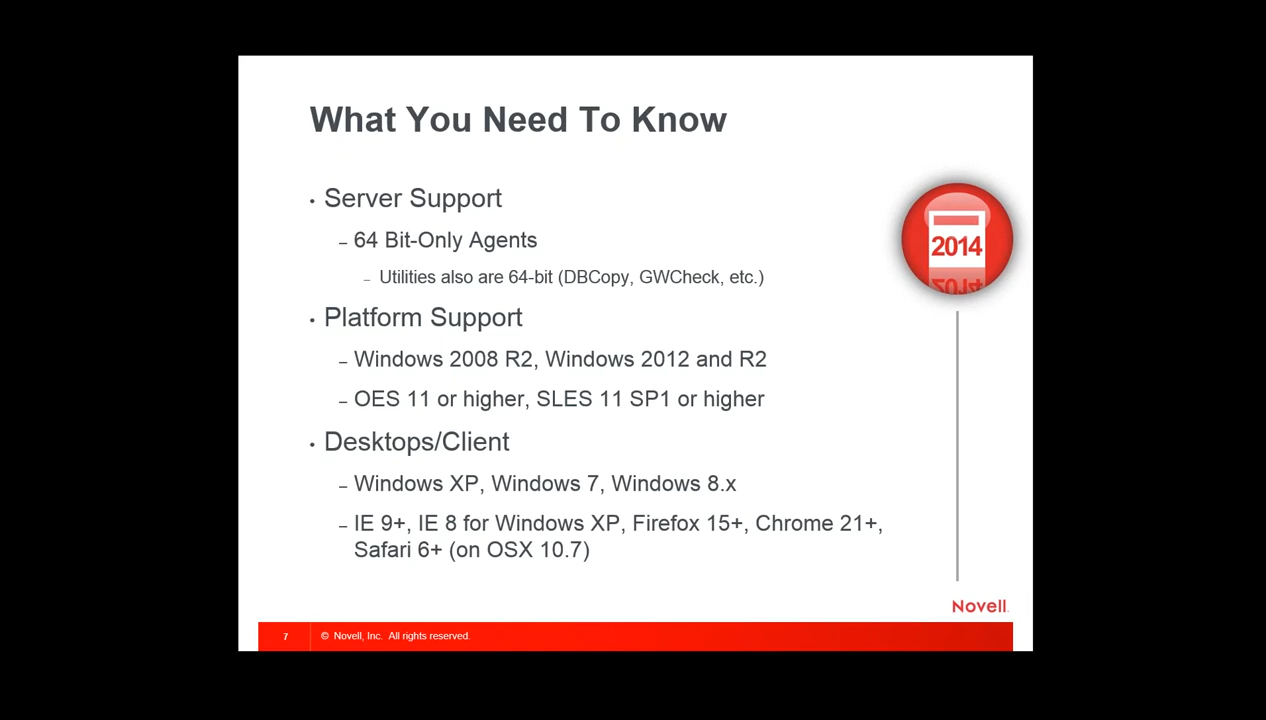 What You Need To Know
• Server Support
– 64 Bit-Only Agents
– Utilities also are 64-bit (DBCopy, GWCheck, etc.)
• Platform Support
– Windows 2008 R2, Windows 2012 and R2
– OES 11 or higher, SLES 11 SP1 or higher
• Desktops/Client
– Windows XP, Windows 7, Windows 8.x
– IE 9+, IE 8 for Windows XP, Firefox 15+, Chrome 21+,
Safari 6+ (on OSX 10.7)
2014
Novell.
7
© Novell, Inc. All rights reserved.